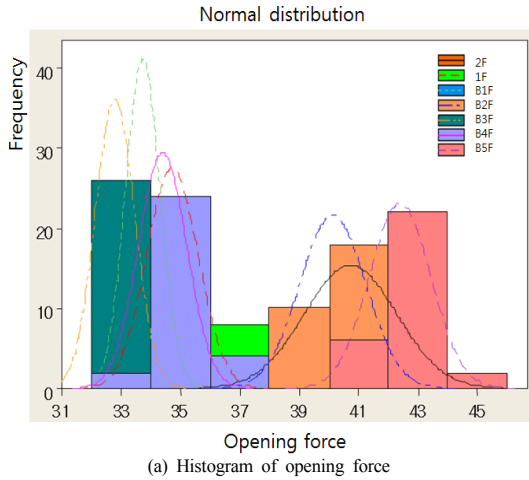 Normal distribution
Frequency
40
30
20
10
0
2F
1F
B1F
B2F
B3F
B4F
B5F
31 33 35 37 39 41 43 45
Opening force
(a) Histogram of opening force